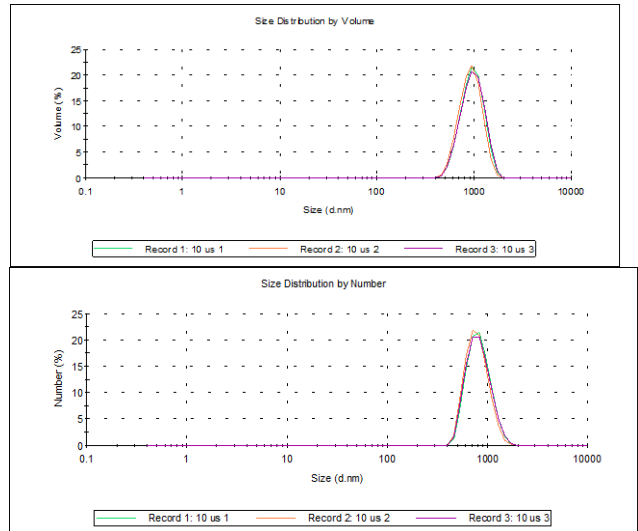 Size Distribution by Volume
Volume (%)
25
20
15
10
5
0
0.1 1 10 100 1000 10000
Size (d.nm)
Record 1: 10 us 1 Record 2: 10 us 2 Record 3: 10 us 3
Size Distribution by Number
Number (%)
25
20
15
10
5
0
0.1 1 10 100 1000 10000
Size (d.nm)
Record 1: 10 us 1 Record 2: 10 us 2 Record 3: 10 us 3